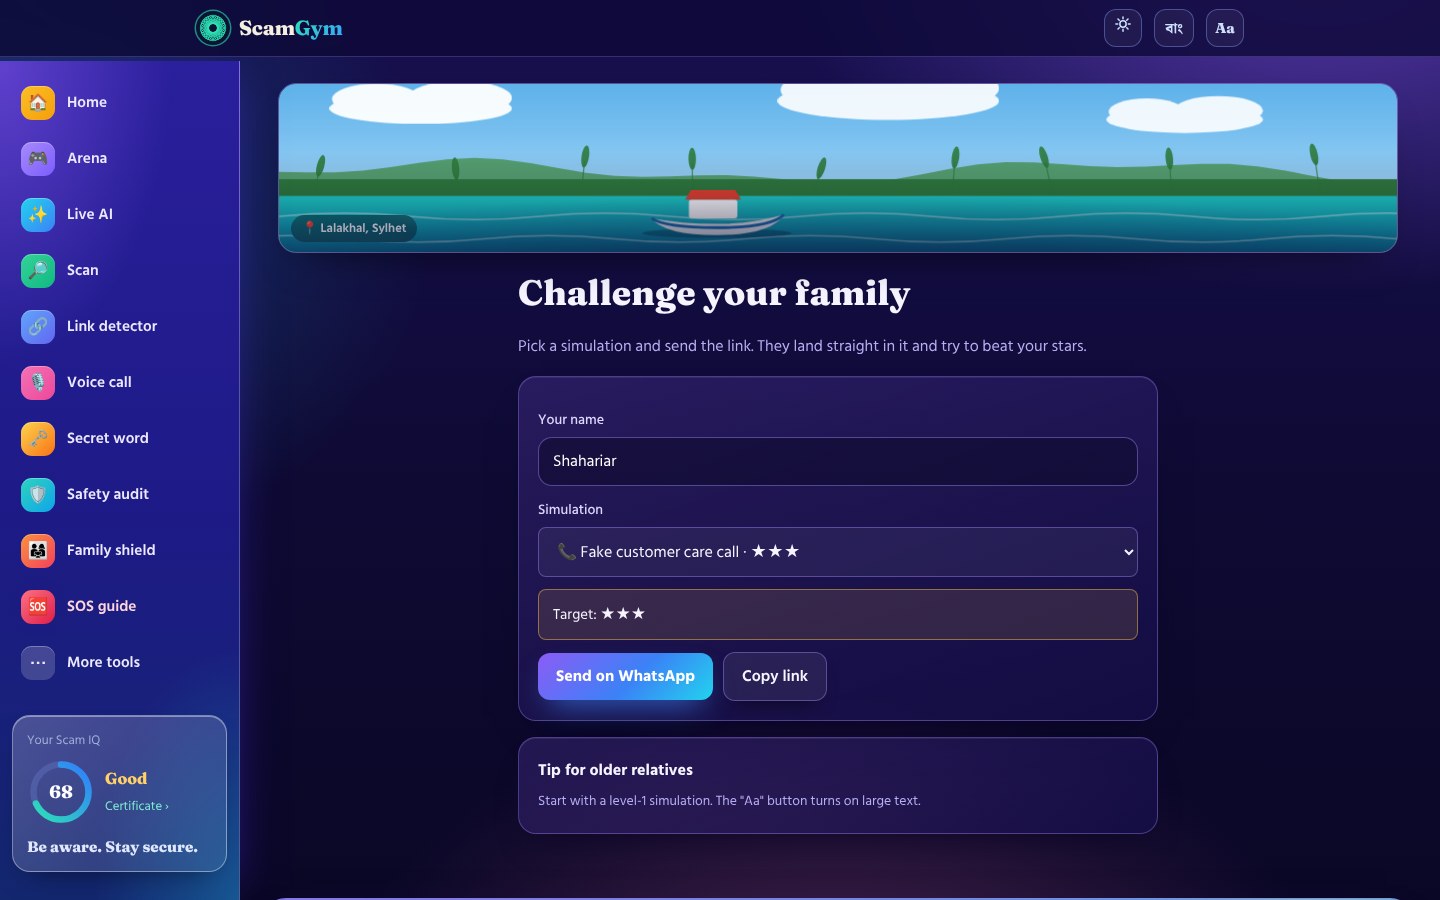 ScamGym
বাং
Aa
Home
Arena
Live AI
Scan
Link detector
Voice call
Secret word
Safety audit
Family shield
SOS
SOS guide
More tools
Your Scam IQ
68
Good
Certificate ›
Be aware. Stay secure.
Lalakhal, Sylhet
Challenge your family
Pick a simulation and send the link. They land straight in it and try to beat your stars.
Your name
Shahariar
Simulation
Fake customer care call · ★★★
Target: ★★★
Send on WhatsApp
Copy link
Tip for older relatives
Start with a level-1 simulation. The "Aa" button turns on large text.